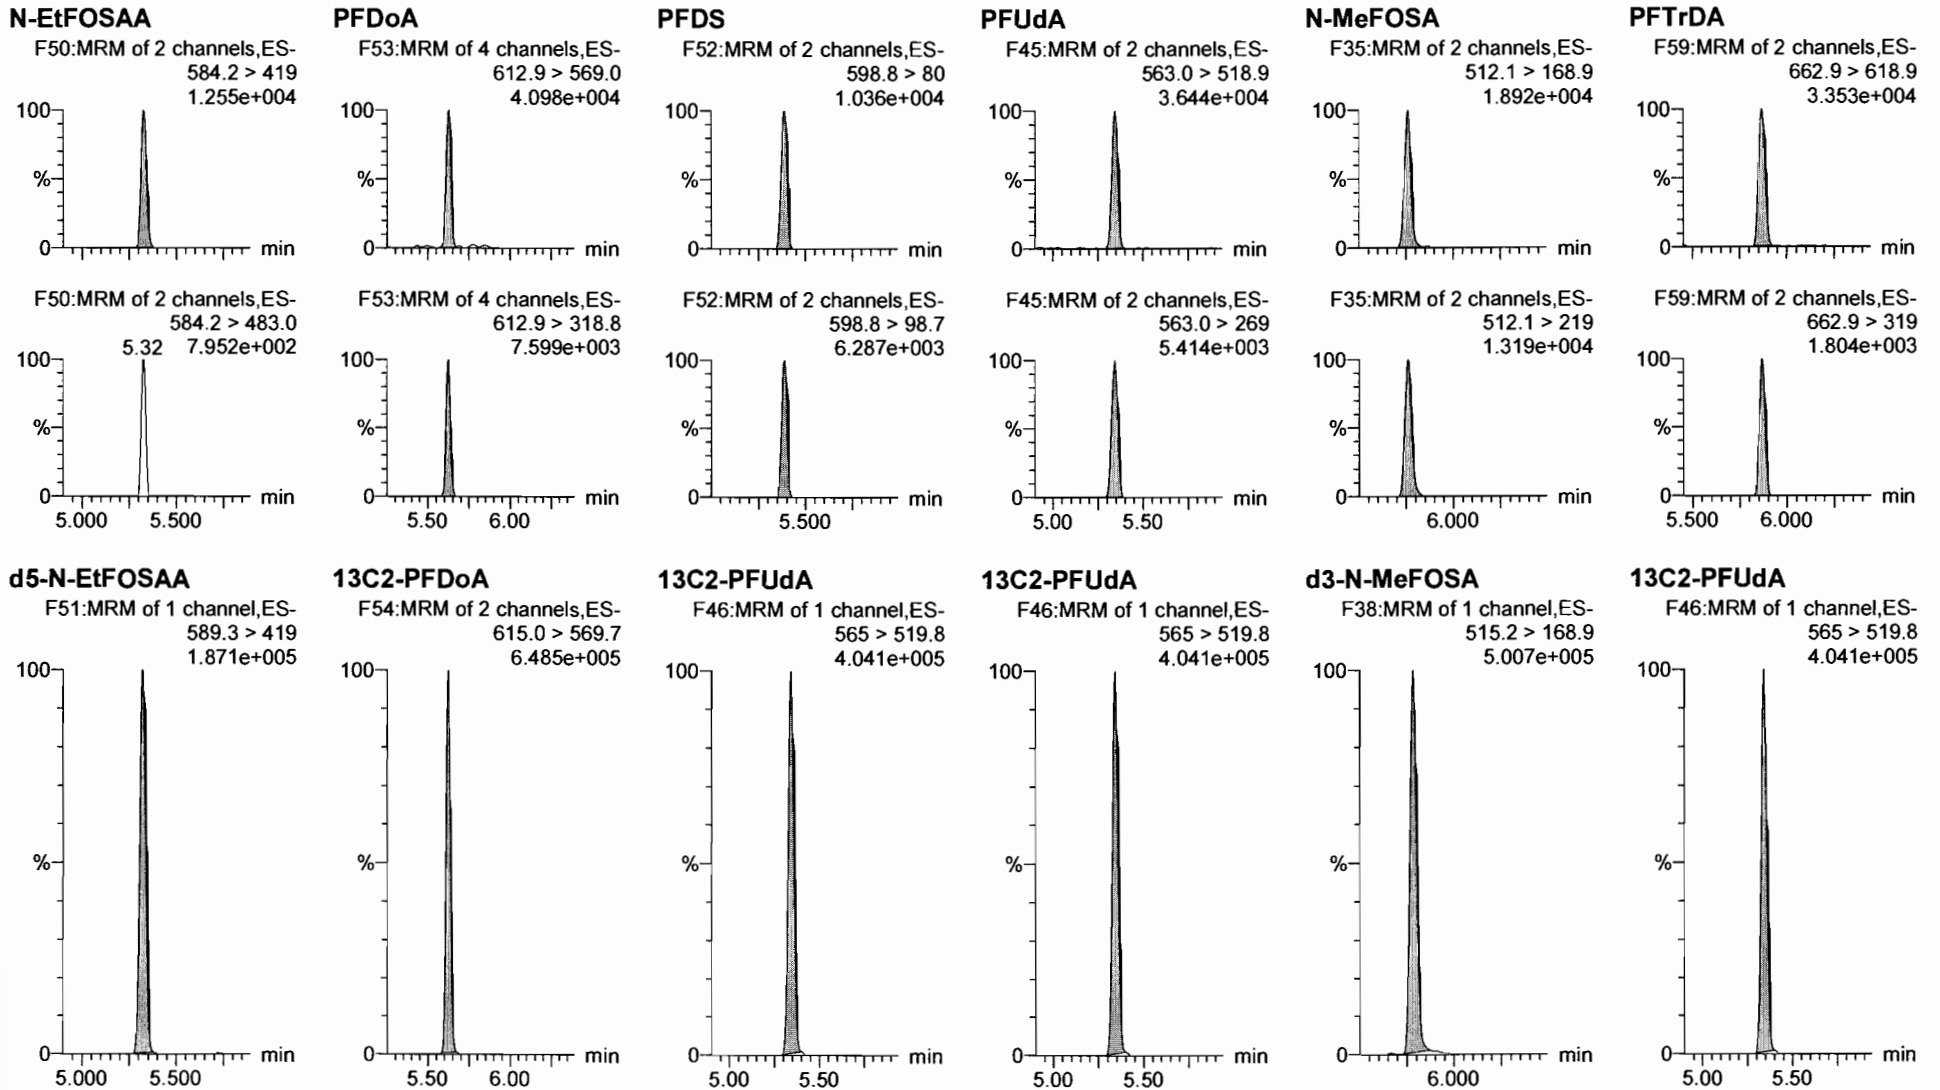 N-EtFOSAA
F50:MRM of 2 channels,ES-
584.2 > 419
1.255e+004
100
%
0
min
F50:MRM of 2 channels,ES-
584.2 > 483.0
5.32 7.952e+002
100
%
0
min
5.000 5.500
PFDoA
F53:MRM of 4 channels,ES-
612.9 > 569.0
4.098e+004
100
%
0
min
F53:MRM of 4 channels,ES-
612.9 > 318.8
7.599e+003
100
%
0
min
5.50 6.00
PFDS
F52:MRM of 2 channels,ES-
598.8 > 80
1.036e+004
100
%
0
min
F52:MRM of 2 channels,ES-
598.8 > 98.7
6.287e+003
100
%
0
min
5.500
PFUdA
F45:MRM of 2 channels,ES-
563.0 > 518.9
3.644e+004
100
%
0
min
F45:MRM of 2 channels,ES-
563.0 > 269
5.414e+003
100
%
0
min
5.00 5.50
N-MeFOSA
F35:MRM of 2 channels,ES-
512.1 > 168.9
1.892e+004
100
%
0
min
F35:MRM of 2 channels,ES-
512.1 > 219
1.319e+004
100
%
0
min
6.000
PFTrDA
F59:MRM of 2 channels,ES-
662.9 > 618.9
3.353e+004
100
%
0
min
F59:MRM of 2 channels,ES-
662.9 > 319
1.804e+003
100
%
0
min
5.500 6.000
d5-N-EtFOSAA
F51:MRM of 1 channel,ES-
589.3 > 419
1.871e+005
100
%
0
min
5.000 5.500
13C2-PFDoA
F54:MRM of 2 channels,ES-
615.0 > 569.7
6.485e+005
100
%
0
min
5.50 6.00
13C2-PFUdA
F46:MRM of 1 channel,ES-
565 > 519.8
4.041e+005
100
%
0
min
5.00 5.50
13C2-PFUdA
F46:MRM of 1 channel,ES-
565 > 519.8
4.041e+005
100
%
0
min
5.00 5.50
d3-N-MeFOSA
F38:MRM of 1 channel,ES-
515.2 > 168.9
5.007e+005
100
%
0
min
6.000
13C2-PFUdA
F46:MRM of 1 channel,ES-
565 > 519.8
4.041e+005
100
%
0
min
5.00 5.50